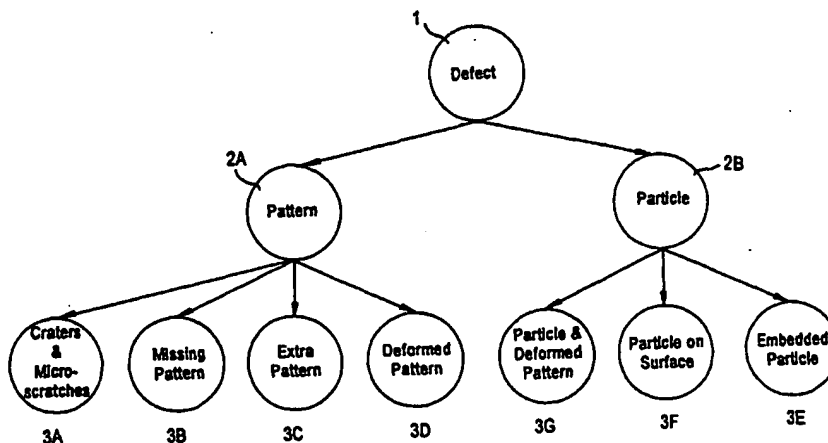 1
Defect
2A
2B
Pattern
Particle
Craters
&
Micro-
scratches
Missing
Pattern
Extra
Pattern
Deformed
Pattern
Particle &
Deformed
Pattern
Particle on
Surface
Embedded
Particle
3A
3B
3C
3D
3G
3F
3E